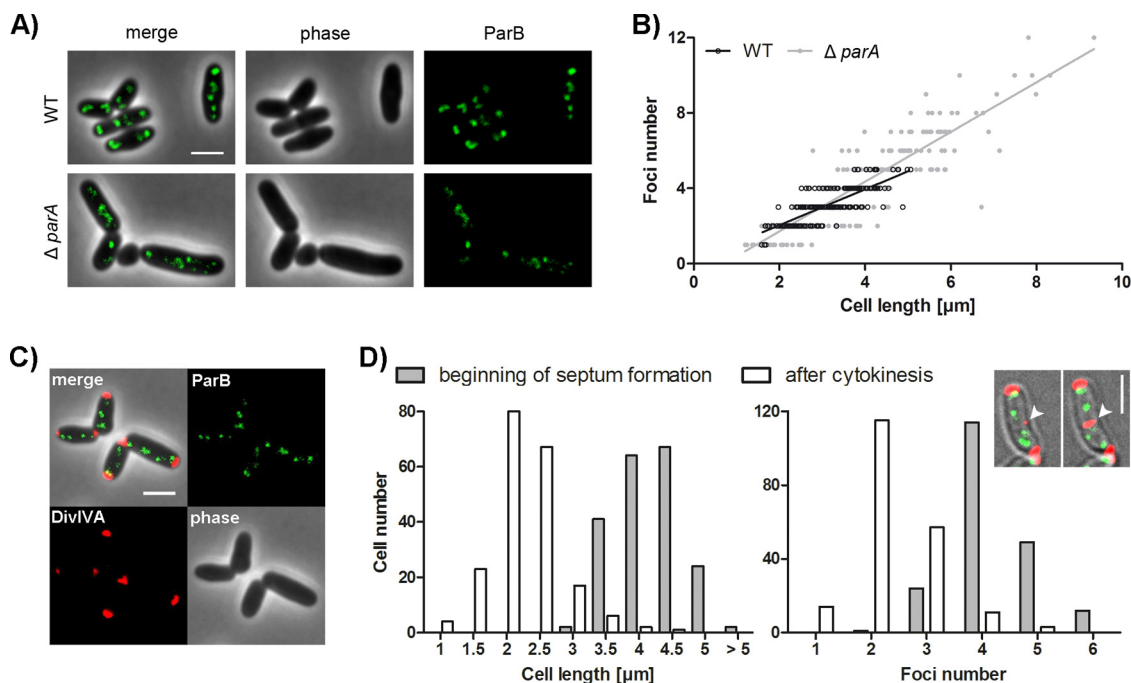 A)
merge phase ParB
WT
Δ parA
B)
WT Δ parA
Foci number
12
8
4
0
2 4 6 8 10
Cell length [µm]
C)
merge ParB
DivIVA phase
D)
beginning of septum formation after cytokinesis
Cell number
80
60
40
20
0
1 1.5 2 2.5 3 3.5 4 4.5 5 > 5
Cell length [µm]
120
80
40
0
1 2 3 4 5 6
Foci number